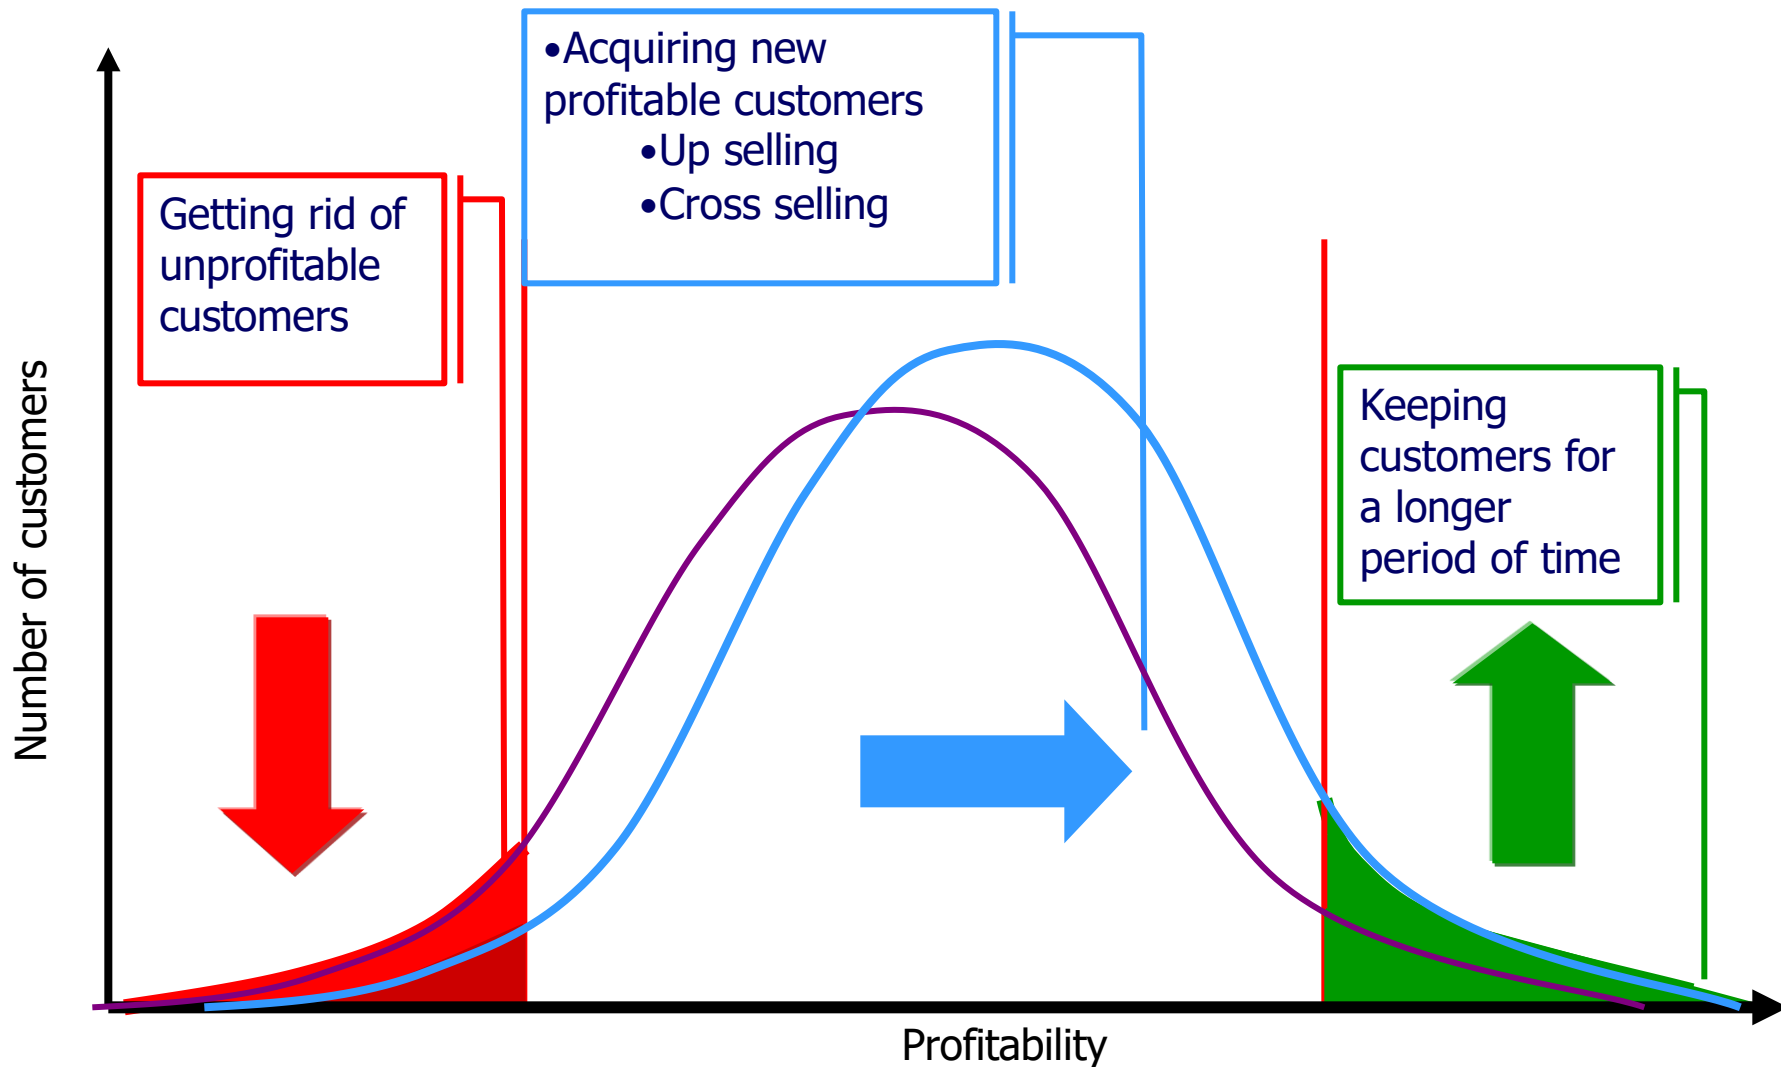 •Acquiring new
profitable customers
•Up selling
•Cross selling
Getting rid of
unprofitable
customers
Keeping
customers for
a longer
period of time
Number of customers
Profitability